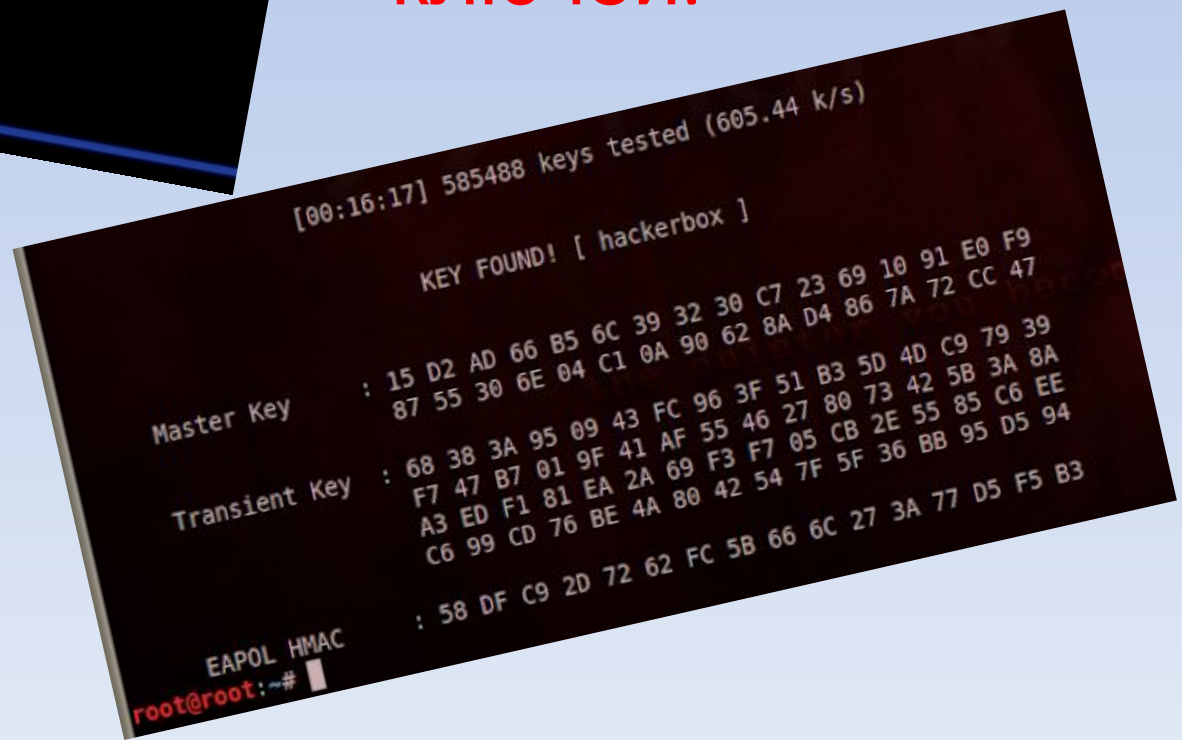 [00:16:17] 585488 keys tested (605.44 k/s)
KEY FOUND! [ hackerbox ]
Master Key : 15 D2 AD 66 B5 6C 39 32 30 C7 23 69 10 91 E0 F9
87 55 30 6E 04 C1 0A 90 62 8A D4 86 7A 72 CC 47
Transient Key : 68 38 3A 95 09 43 FC 96 3F 51 B3 5D 4D C9 79 39
F7 47 B7 01 9F 41 AF 55 46 27 80 73 42 5B 3A 8A
A3 ED F1 81 EA 2A 69 F3 F7 05 CB 2E 55 85 C6 EE
C6 99 CD 76 BE 4A 80 42 54 7F 5F 36 BB 95 D5 94
EAPOL HMAC : 58 DF C9 2D 72 62 FC 5B 66 6C 27 3A 77 D5 F5 B3
root@root:~#